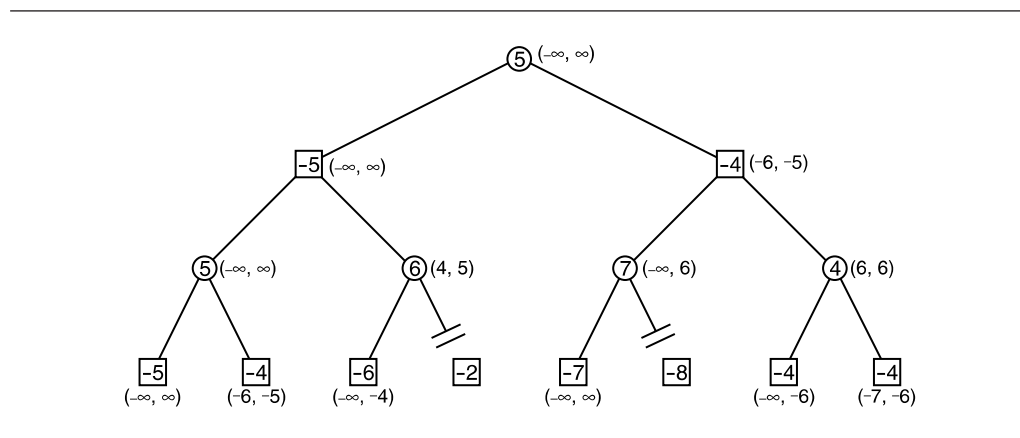 5 (–∞, ∞)
-5 (–∞, ∞) -4 (-6, -5)
5 (–∞, ∞) 6 (4, 5) 7 (–∞, 6) 4 (6, 6)
-5 -4 -6 -2 -7 -8 -4 -4
(–∞, ∞) (-6, -5) (–∞, -4) (–∞, ∞) (–∞, -6) (-7, -6)